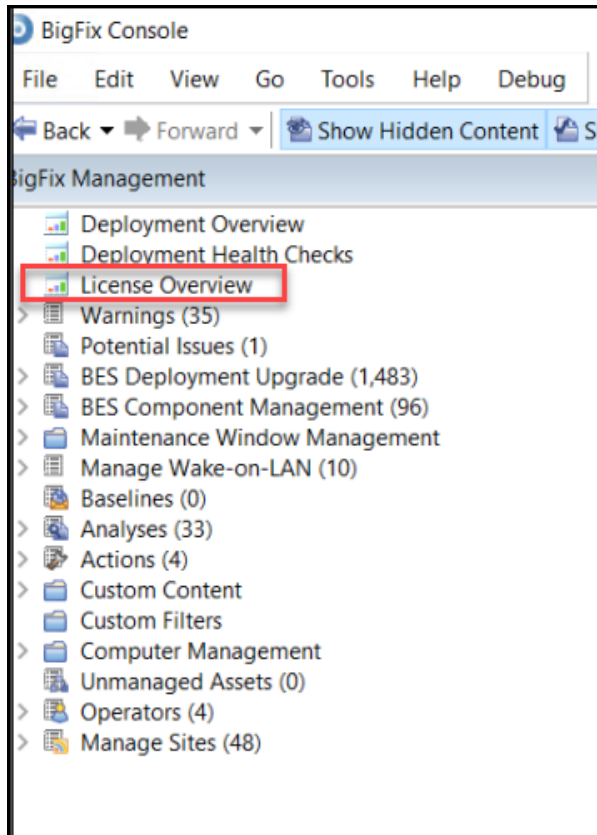 BigFix Console
File Edit View Go Tools Help Debug
Back Forward Show Hidden Content S
BigFix Management
Deployment Overview
Deployment Health Checks
License Overview
Warnings (35)
Potential Issues (1)
BES Deployment Upgrade (1,483)
BES Component Management (96)
Maintenance Window Management
Manage Wake-on-LAN (10)
Baselines (0)
Analyses (33)
Actions (4)
Custom Content
Custom Filters
Computer Management
Unmanaged Assets (0)
Operators (4)
Manage Sites (48)